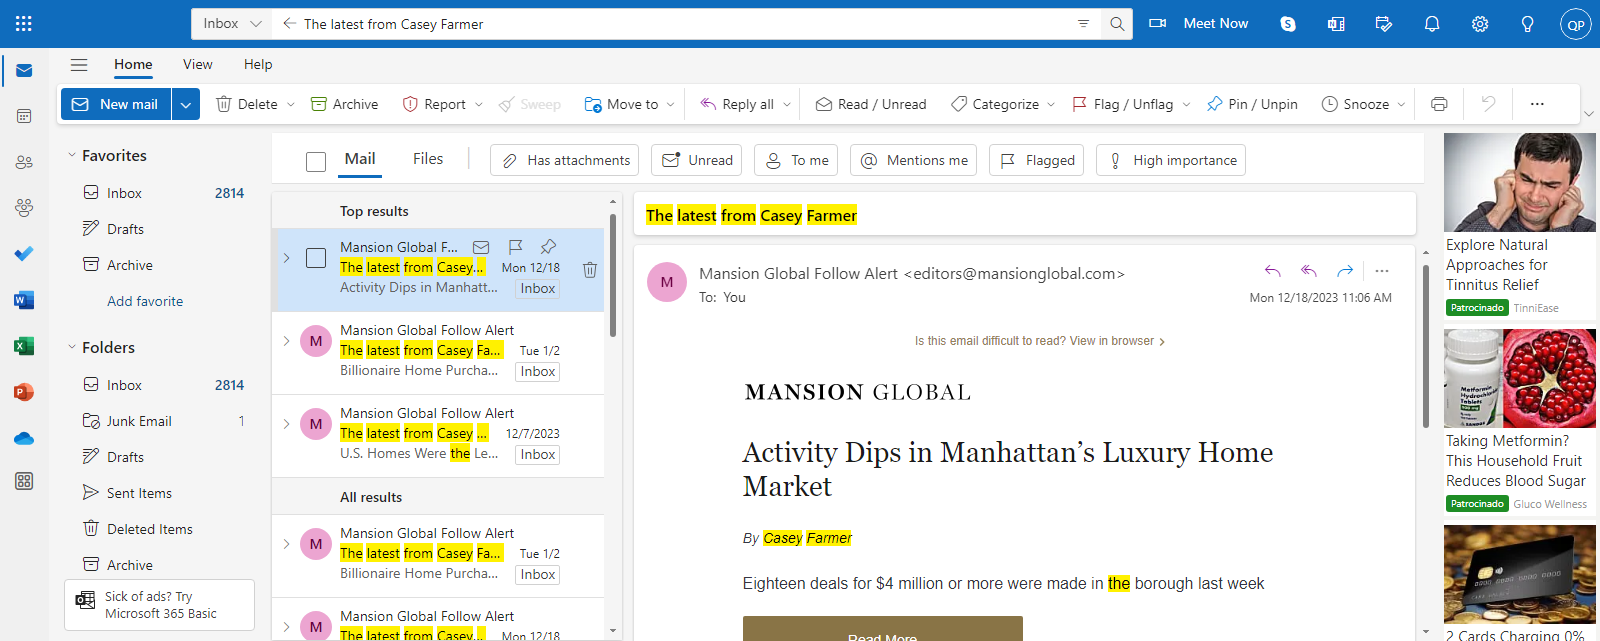 Inbox
The latest from Casey Farmer
Meet Now
QP
Home
View
Help
New mail
Delete
Archive
Report
Sweep
Move to
Reply all
Read / Unread
Categorize
Flag / Unflag
Pin / Unpin
Snooze
Favorites
Inbox 2814
Drafts
Archive
Add favorite
Folders
Inbox 2814
Junk Email 1
Drafts
Sent Items
Deleted Items
Archive
Sick of ads? Try
Microsoft 365 Basic
Mail
Files
Has attachments
Unread
To me
Mentions me
Flagged
High importance
Top results
Mansion Global F...
The latest from Casey... Mon 12/18
Activity Dips in Manhatt... Inbox
M
Mansion Global Follow Alert
The latest from Casey Fa... Tue 1/2
Billionaire Home Purcha... Inbox
M
Mansion Global Follow Alert
The latest from Casey ... 12/7/2023
U.S. Homes Were the Le... Inbox
All results
M
Mansion Global Follow Alert
The latest from Casey Fa... Tue 1/2
Billionaire Home Purcha... Inbox
M
Mansion Global Follow Alert
The latest from Casey... Mon 12/18
The latest from Casey Farmer
M
Mansion Global Follow Alert <editors@mansionglobal.com>
To: You
Mon 12/18/2023 11:06 AM
Is this email difficult to read? View in browser >
MANSION GLOBAL
Activity Dips in Manhattan's Luxury Home
Market
By Casey Farmer
Eighteen deals for $4 million or more were made in the borough last week
Read More
Explore Natural
Approaches for
Tinnitus Relief
Patrocinado TinniEase
Metformin
Hydrochloride
Tablets
Taking Metformin?
This Household Fruit
Reduces Blood Sugar
Patrocinado Gluco Wellness
2 Cards Charging 0%